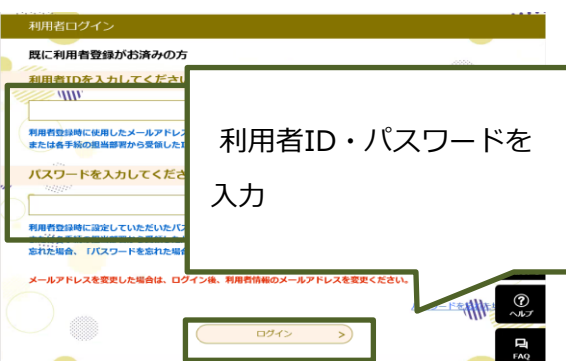 利用者ログイン
既に利用者登録がお済みの方
利用者IDを入力してください
利用者登録時に使用したメールアドレス
または各手続の担当部署から受領したI
パスワードを入力してくださ
利用者登録時に設定していただいたパス
忘れた場合、「パスワードを忘れた場合
メールアドレスを変更した場合は、ログイン後、利用者情報のメールアドレスを変更ください。
利用者ID・パスワードを
入力
ログイン >
ヘルプ
FAQ